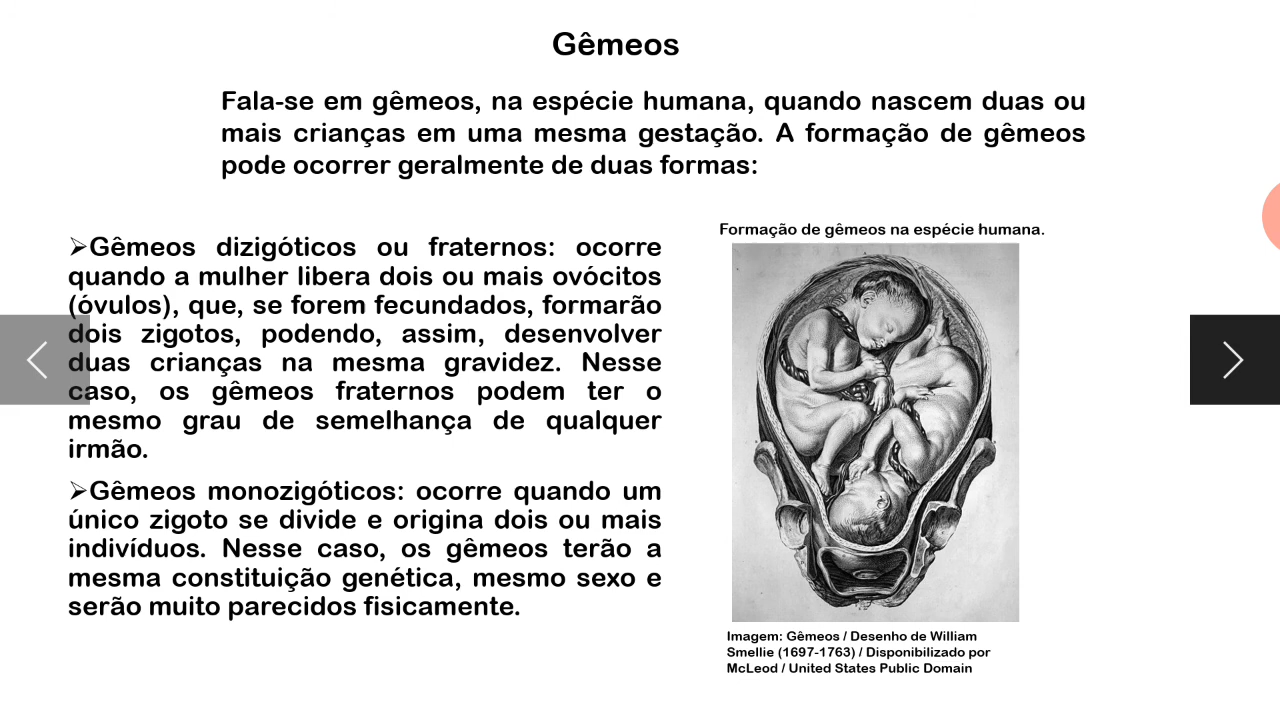 Gêmeos
Fala-se em gêmeos, na espécie humana, quando nascem duas ou
mais crianças em uma mesma gestação. A formação de gêmeos
pode ocorrer geralmente de duas formas:
➢Gêmeos dizigóticos ou fraternos: ocorre
quando a mulher libera dois ou mais ovócitos
(óvulos), que, se forem fecundados, formarão
dois zigotos, podendo, assim, desenvolver
duas crianças na mesma gravidez. Nesse
caso, os gêmeos fraternos podem ter o
mesmo grau de semelhança de qualquer
irmão.
➢Gêmeos monozigóticos: ocorre quando um
único zigoto se divide e origina dois ou mais
indivíduos. Nesse caso, os gêmeos terão a
mesma constituição genética, mesmo sexo e
serão muito parecidos fisicamente.
Formação de gêmeos na espécie humana.
Imagem: Gêmeos / Desenho de William
Smellie (1697-1763) / Disponibilizado por
McLeod / United States Public Domain